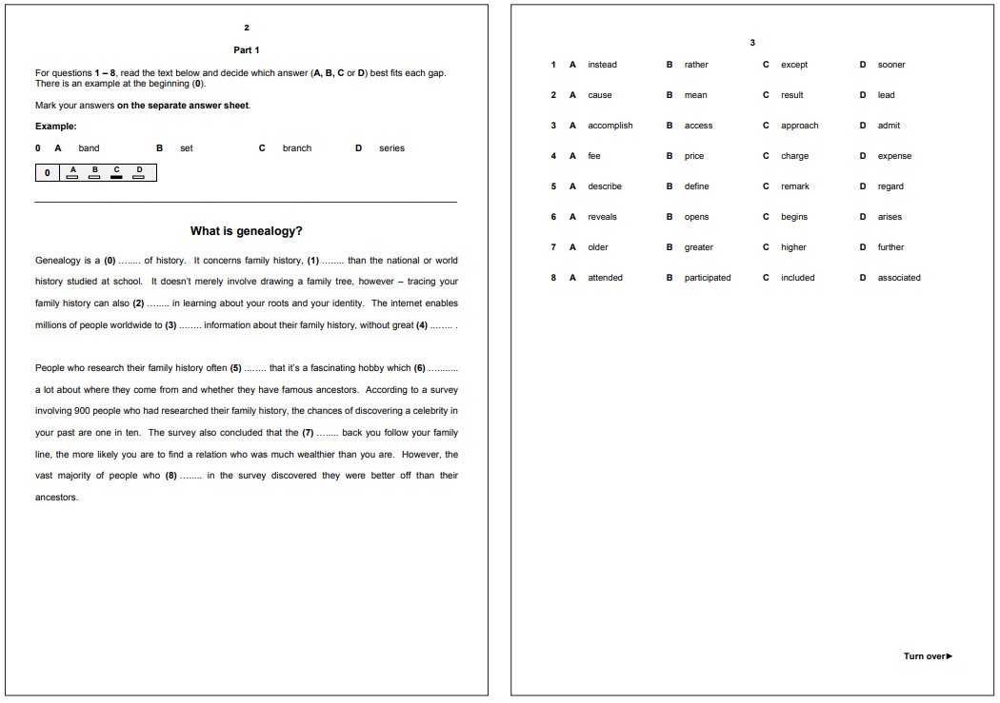 2
Part 1
For questions 1 – 8, read the text below and decide which answer (A, B, C or D) best fits each gap.
There is an example at the beginning (0).
Mark your answers on the separate answer sheet.
Example:
0 A band B set C branch D series
0 A B C D
What is genealogy?
Genealogy is a (0) …..... of history. It concerns family history, (1) …..... than the national or world
history studied at school. It doesn’t merely involve drawing a family tree, however – tracing your
family history can also (2) …..... in learning about your roots and your identity. The internet enables
millions of people worldwide to (3) …..... information about their family history, without great (4) …..... .
People who research their family history often (5) …..... that it’s a fascinating hobby which (6) ...........
a lot about where they come from and whether they have famous ancestors. According to a survey
involving 900 people who had researched their family history, the chances of discovering a celebrity in
your past are one in ten. The survey also concluded that the (7) …..... back you follow your family
line, the more likely you are to find a relation who was much wealthier than you are. However, the
vast majority of people who (8) …..... in the survey discovered they were better off than their
ancestors.
3
1 A instead B rather C except D sooner
2 A cause B mean C result D lead
3 A accomplish B access C approach D admit
4 A fee B price C charge D expense
5 A describe B define C remark D regard
6 A reveals B opens C begins D arises
7 A older B greater C higher D further
8 A attended B participated C included D associated
Turn over►